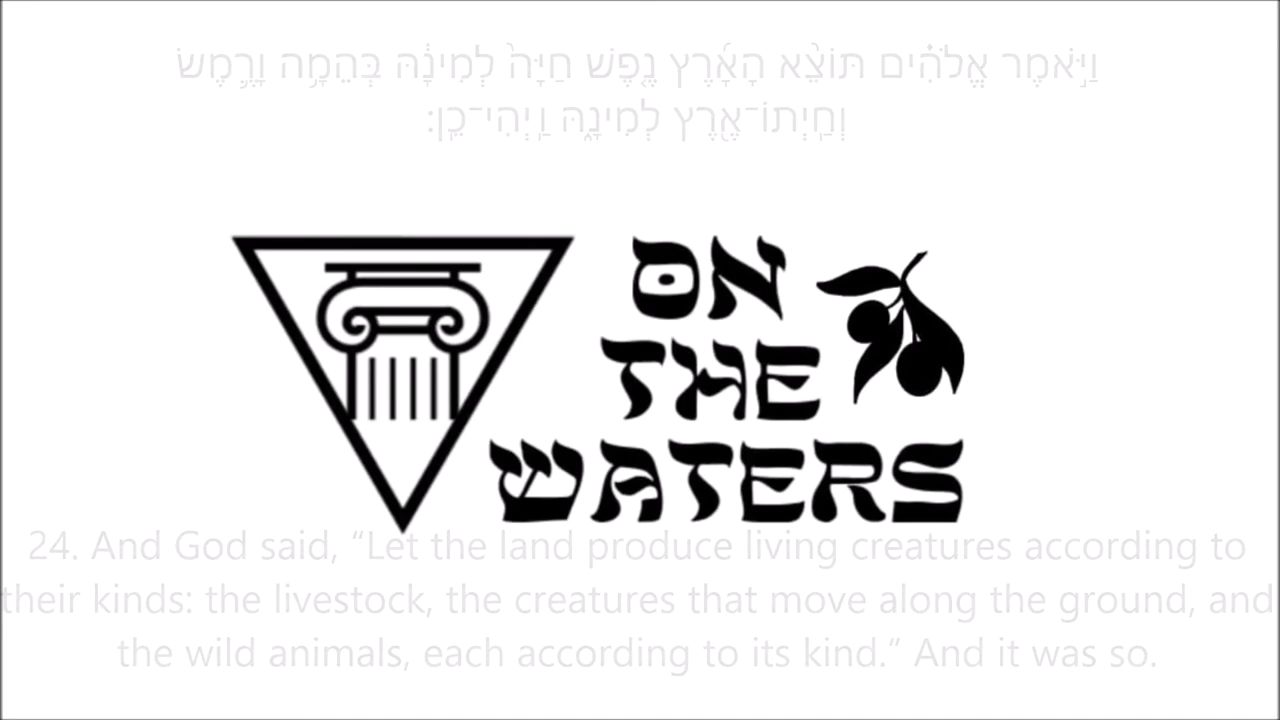 וַיֹּ֣אמֶר אֱלֹהִ֗ים תּוֹצֵ֨א הָאָ֜רֶץ נֶ֤פֶשׁ חַיָּה֙ לְמִינָ֔הּ בְּהֵמָ֥ה וָרֶ֛מֶשׂ
וְחַֽיְתוֹ־אֶ֖רֶץ לְמִינָ֑הּ וַֽיְהִי־כֵֽן׃
ON
THE
WATERS
24. And God said, “Let the land produce living creatures according to
their kinds: the livestock, the creatures that move along the ground, and
the wild animals, each according to its kind.” And it was so.